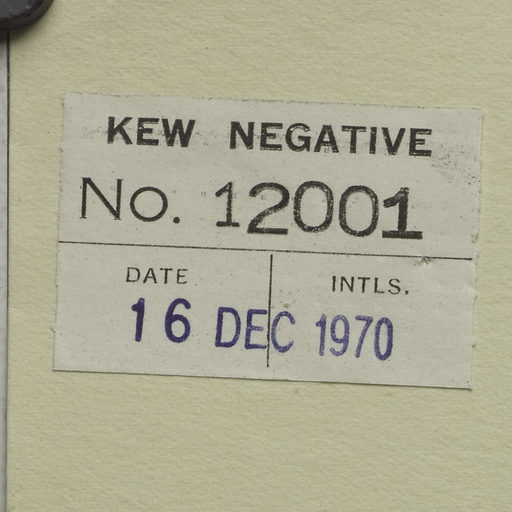 KEW NEGATIVE
No. 12001
DATE INTLS.
16 DEC 1970